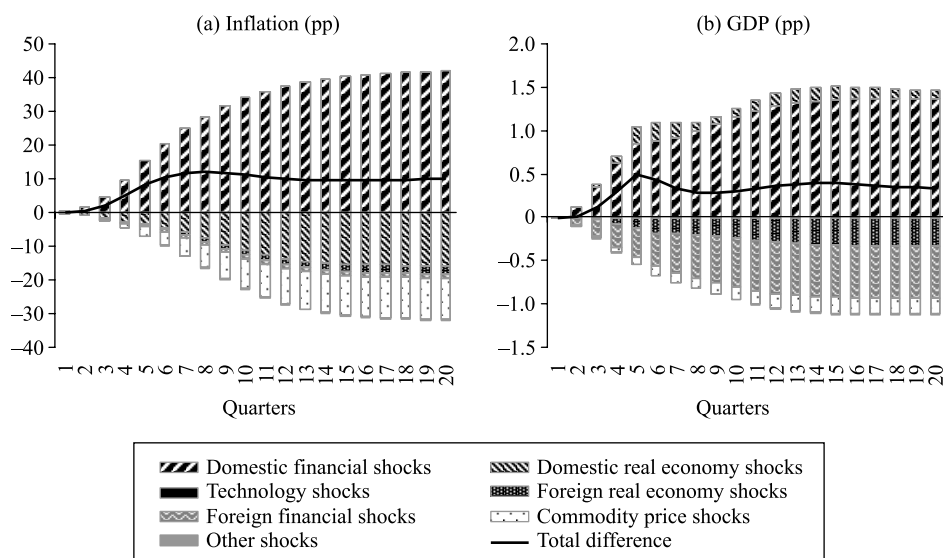 (a) Inflation (pp)
50
40
30
20
10
0
–10
–20
–30
–40
1 2 3 4 5 6 7 8 9 10 11 12 13 14 15 16 17 18 19 20
Quarters
(b) GDP (pp)
2.0
1.5
1.0
0.5
0
–0.5
–1.0
–1.5
1 2 3 4 5 6 7 8 9 10 11 12 13 14 15 16 17 18 19 20
Quarters
Domestic financial shocks
Technology shocks
Foreign financial shocks
Other shocks
Domestic real economy shocks
Foreign real economy shocks
Commodity price shocks
Total difference